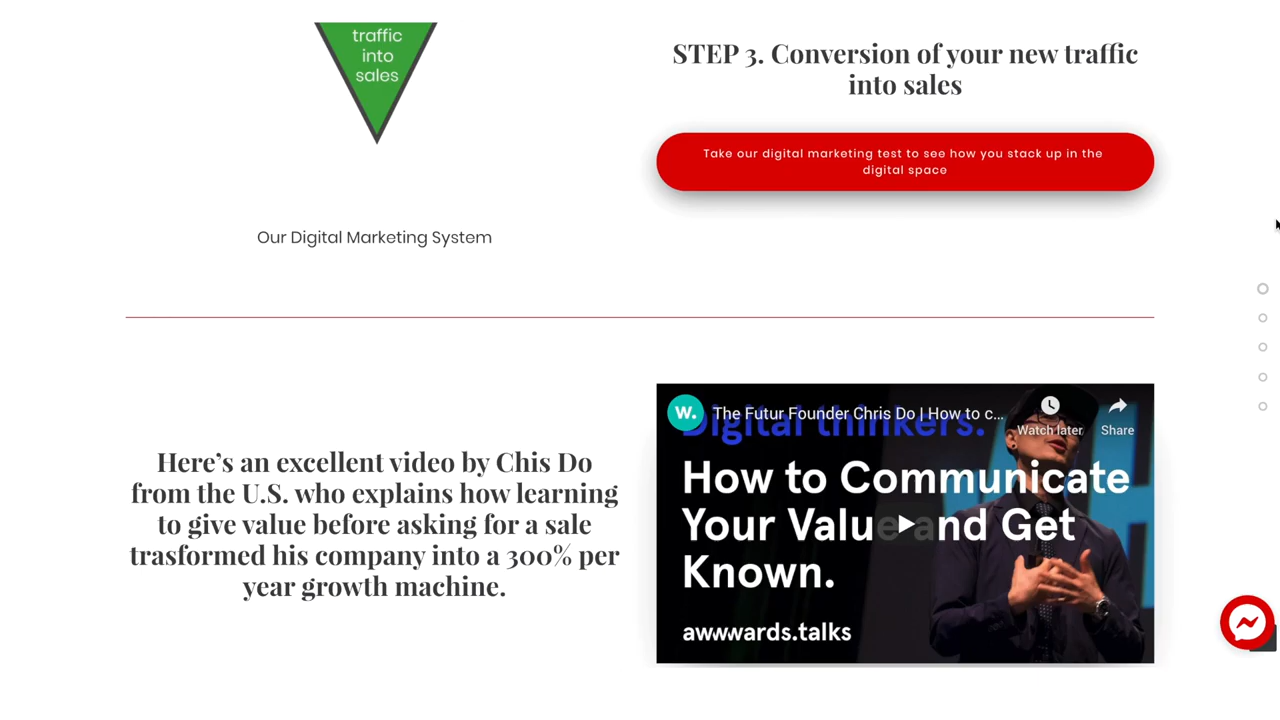 traffic
into
sales
Our Digital Marketing System
STEP 3. Conversion of your new traffic
into sales
Take our digital marketing test to see how you stack up in the
digital space
Here's an excellent video by Chis Do
from the U.S. who explains how learning
to give value before asking for a sale
trasformed his company into a 300% per
year growth machine.
w.
The Futur Founder Chris Do | How to c...
Watch later
Share
Digital thinkers.
How to Communicate
Your Value and Get
Known.
awwwards.talks